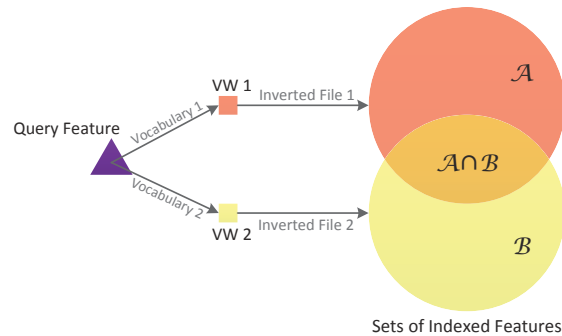 VW 1
Inverted File 1
Vocabulary 1
Query Feature
Vocabulary 2
VW 2
Inverted File 2
𝒜
𝒜∩ℬ
ℬ
Sets of Indexed Features